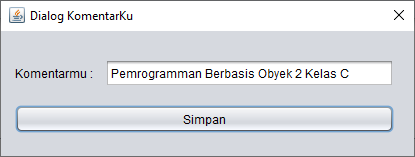 Dialog KomentarKu
Komentarmu : Pemrogramman Berbasis Obyek 2 Kelas C
Simpan